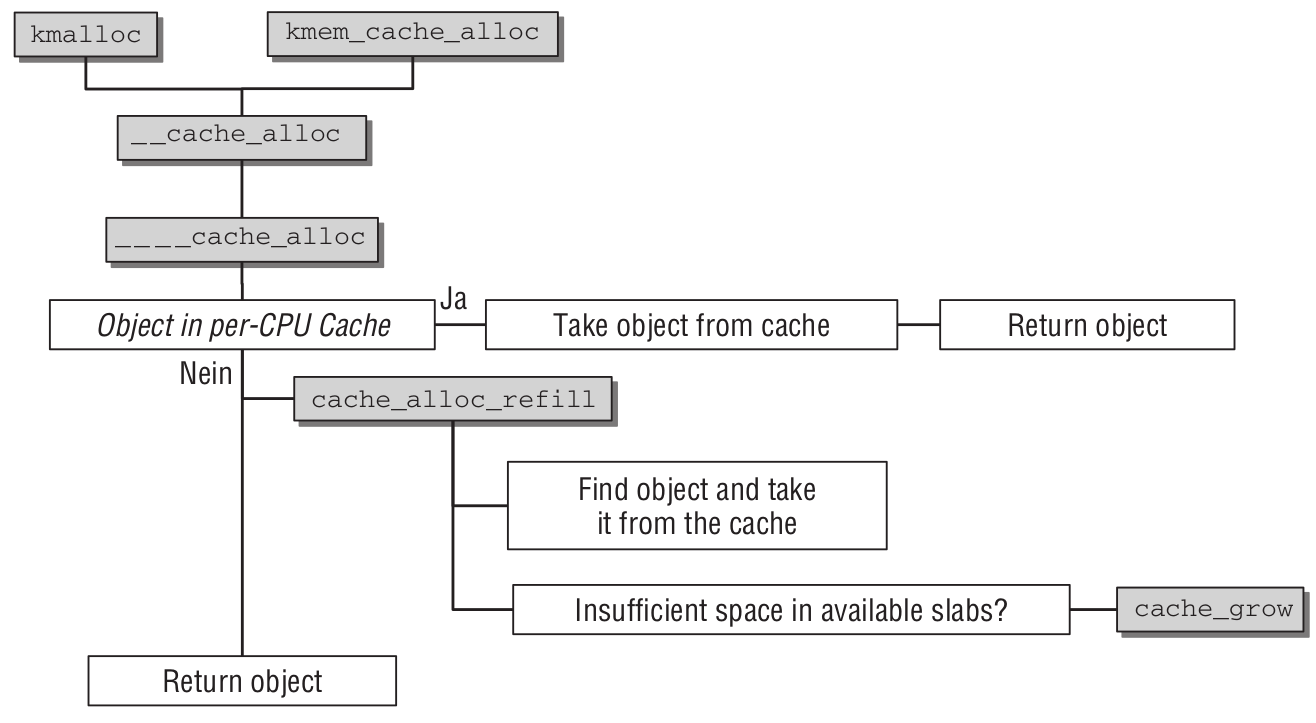 kmalloc
kmem_cache_alloc
__cache_alloc
____cache_alloc
Object in per-CPU Cache
Ja
Take object from cache
Return object
Nein
cache_alloc_refill
Find object and take
it from the cache
Insufficient space in available slabs?
cache_grow
Return object